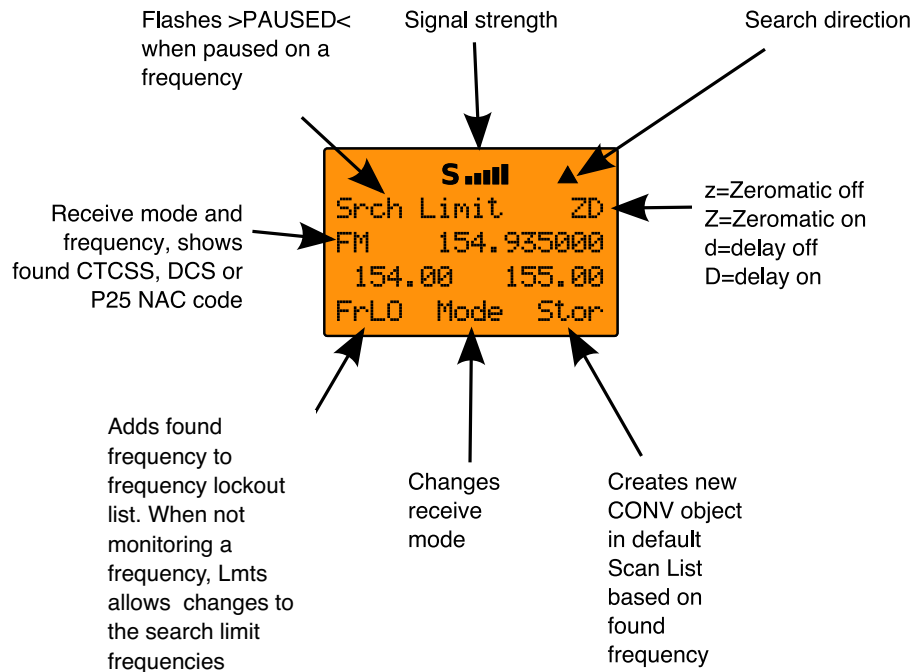 Flashes >PAUSED<
when paused on a
frequency
Signal strength
Search direction
S
Srch Limit ZD
FM 154.935000
154.00 155.00
FrLO Mode Stor
Receive mode and
frequency, shows
found CTCSS, DCS or
P25 NAC code
z=Zeromatic off
Z=Zeromatic on
d=delay off
D=delay on
Adds found
frequency to
frequency lockout
list. When not
monitoring a
frequency, Lmts
allows changes to
the search limit
frequencies
Changes
receive
mode
Creates new
CONV object
in default
Scan List
based on
found
frequency